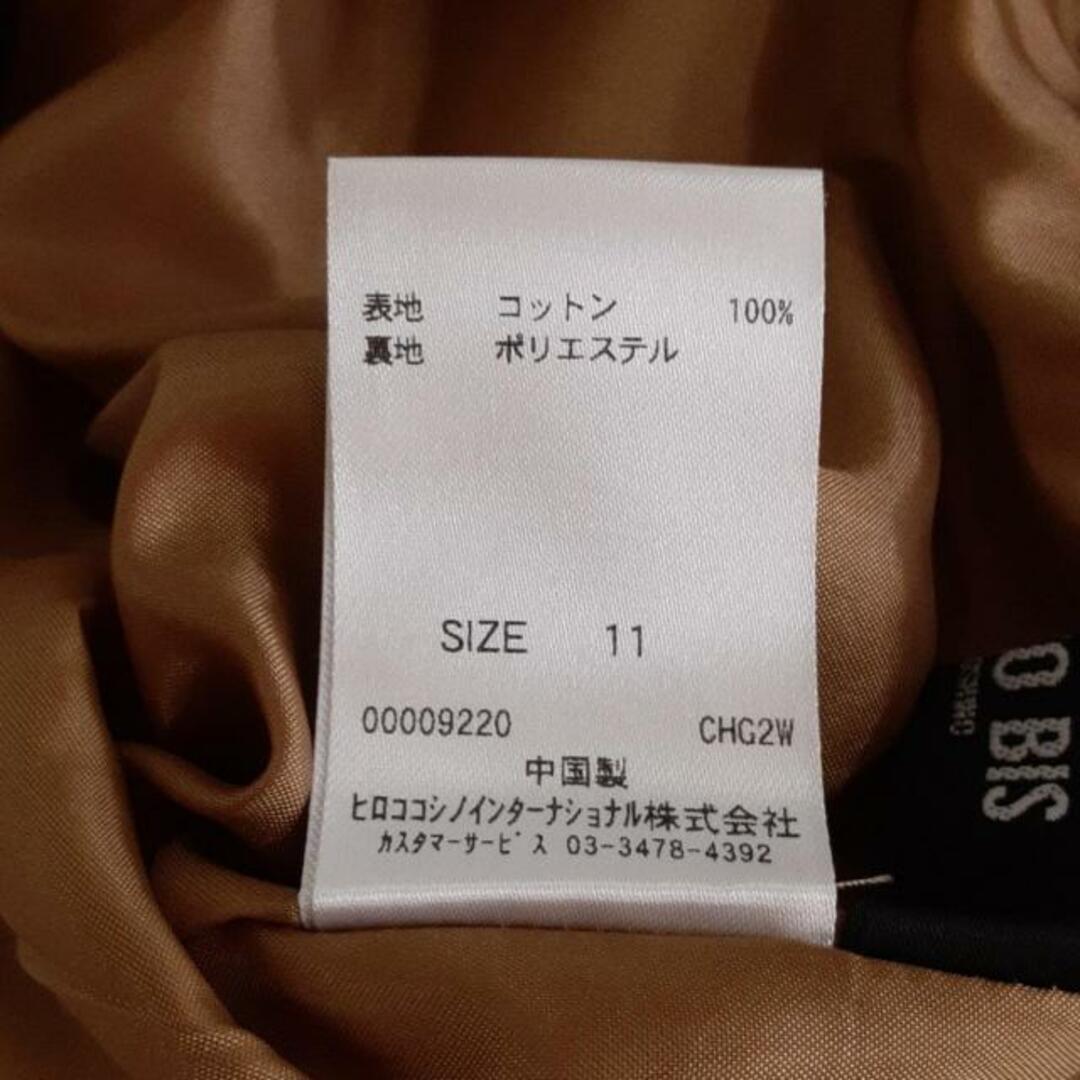 表地 コットン 100%
裏地 ポリエステル
SIZE 11
00009220 CHG2W
中国製
ヒロココシノインターナショナル株式会社
カスタマーサービス 03-3478-4392
O BIS